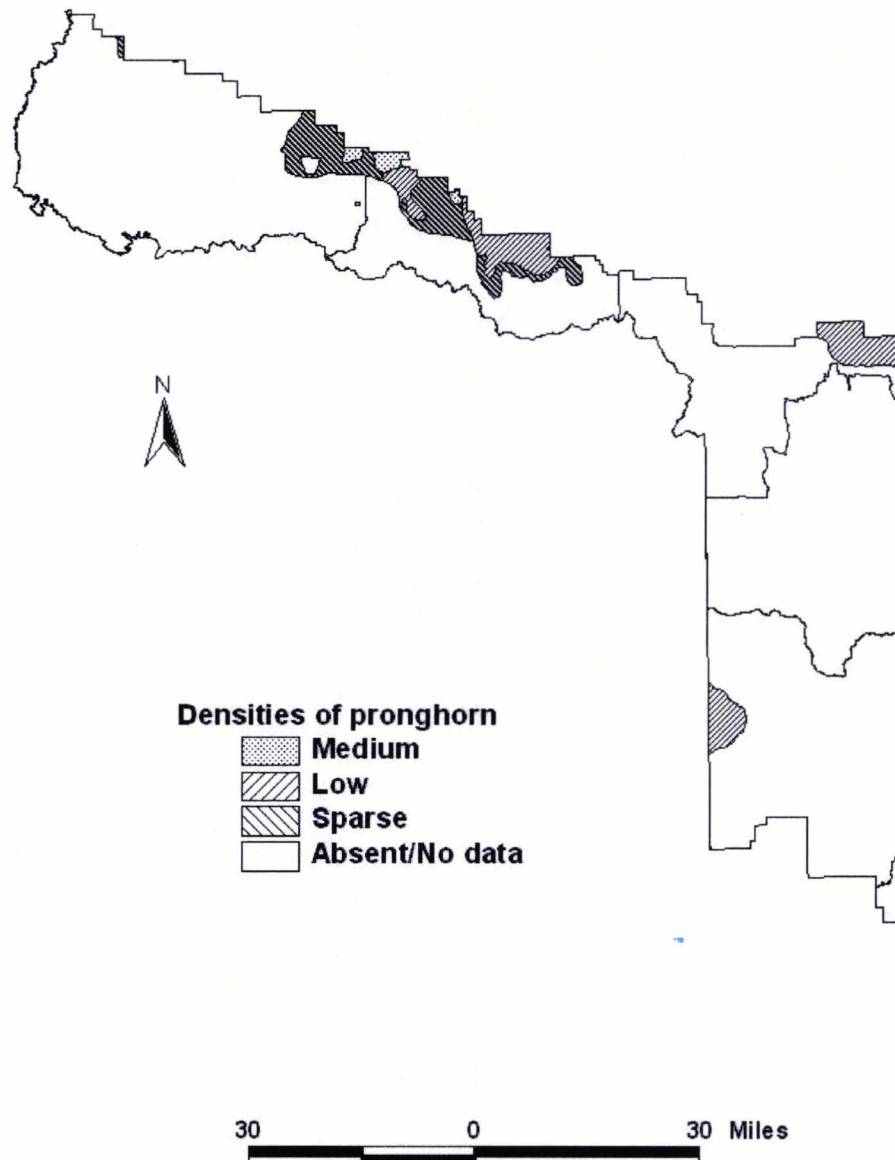 N
Densities of pronghorn
Medium
Low
Sparse
Absent/No data
30 0 30 Miles